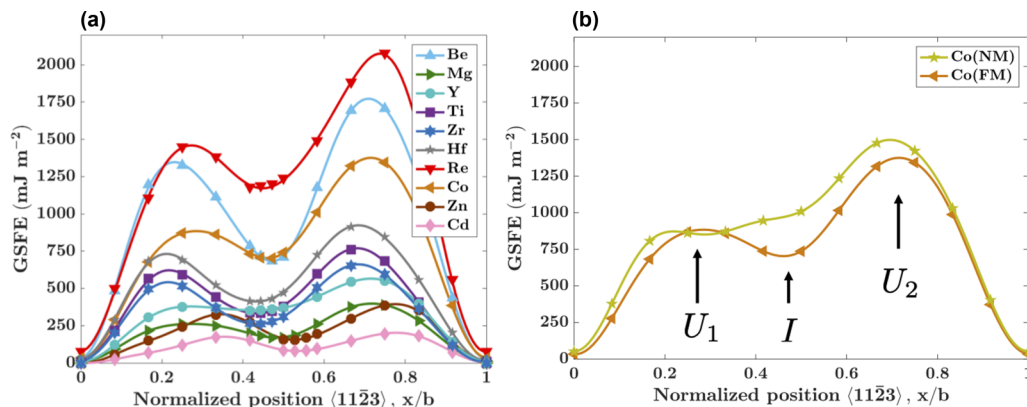 (a)
GSFE (mJ m⁻²)
2000
1750
1500
1250
1000
750
500
250
0
0
0.2
0.4
0.6
0.8
1
Normalized position ⟨112̄3⟩, x/b
Be
Mg
Y
Ti
Zr
Hf
Re
Co
Zn
Cd
(b)
GSFE (mJ m⁻²)
2000
1750
1500
1250
1000
750
500
250
0
0
0.2
0.4
0.6
0.8
1
Normalized position ⟨112̄3⟩, x/b
Co(NM)
Co(FM)
U₁
I
U₂